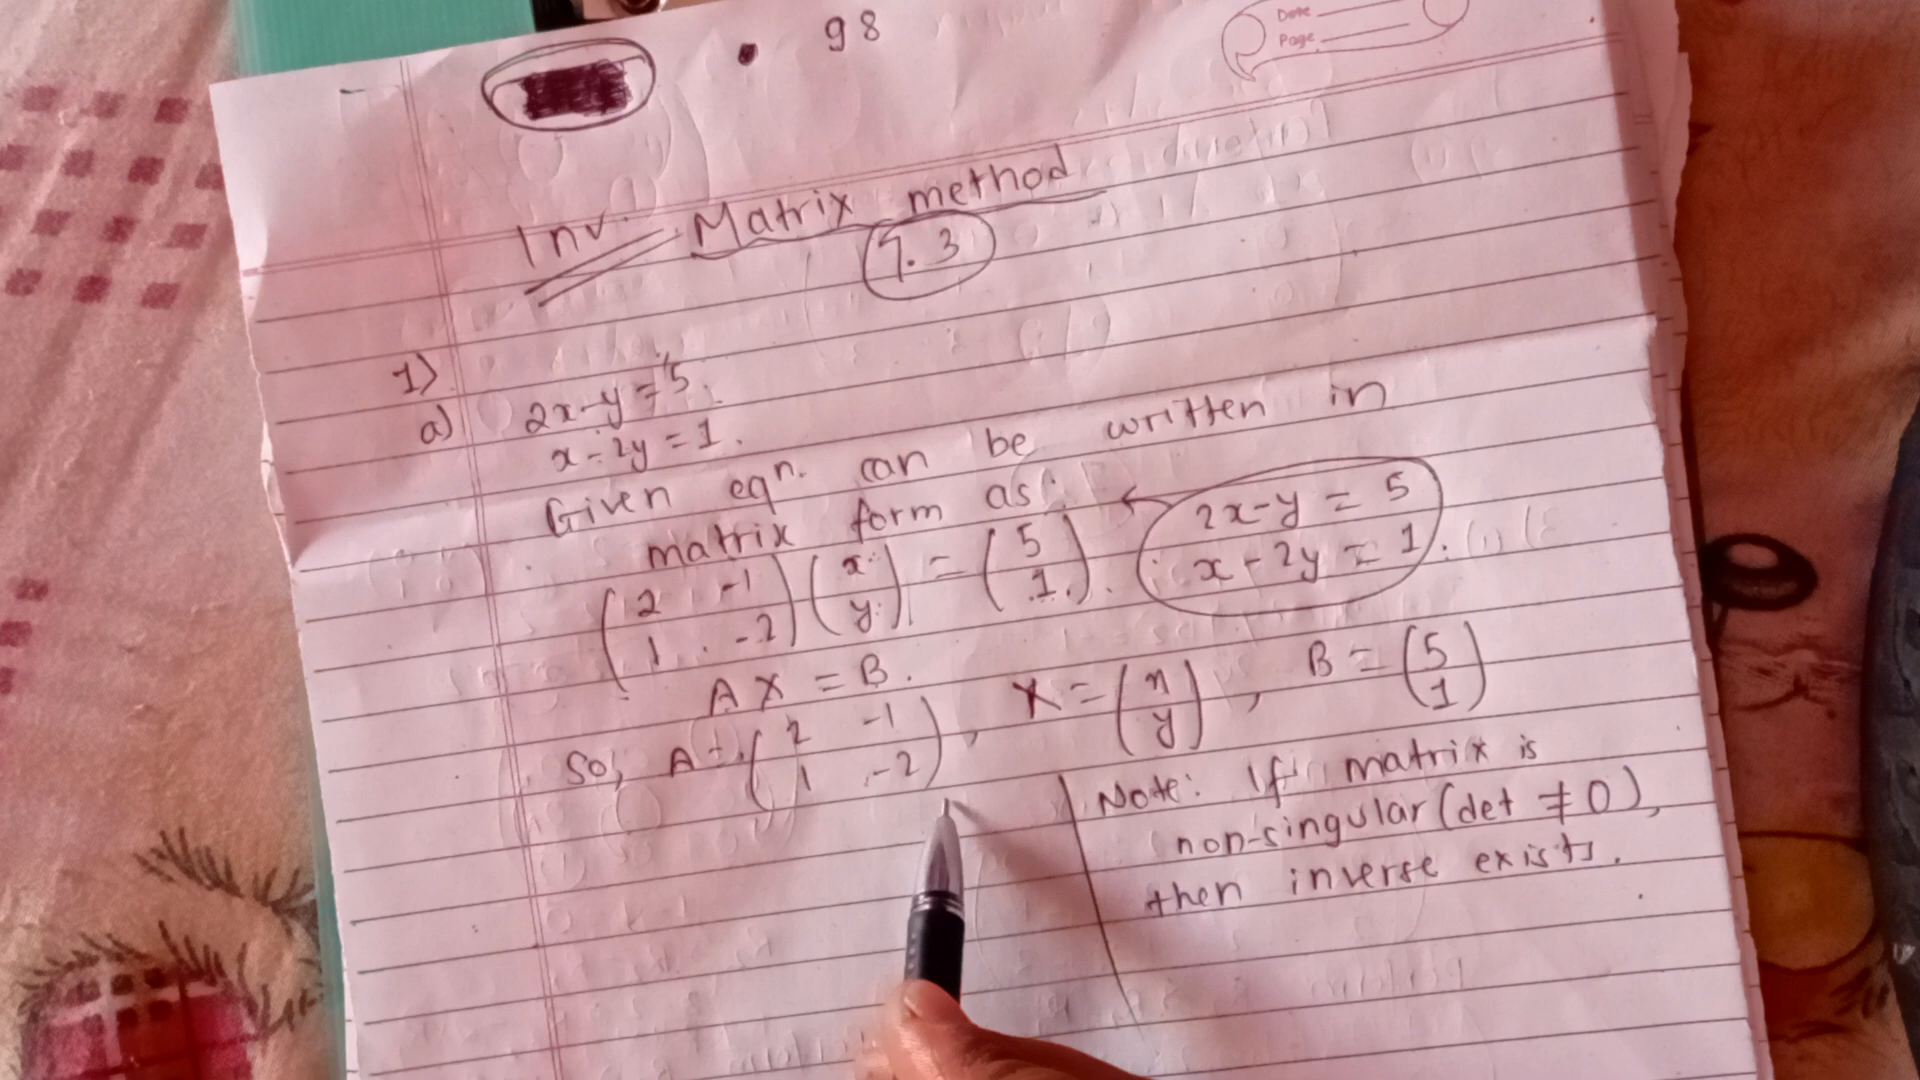 98
Date
Page
Inv. Matrix method
7.3
1)
a) 2x-y=5.
x-2y=1.
Given eqn. can be written in
matrix form as:
(2 -1
1 -2) (x
y) = (5
1).
2x-y = 5
x-2y = 1.
AX = B.
So, A = (2 -1
1 -2), X = (x
y), B = (5
1)
Note: If matrix is
non-singular (det ≠ 0),
then inverse exists.